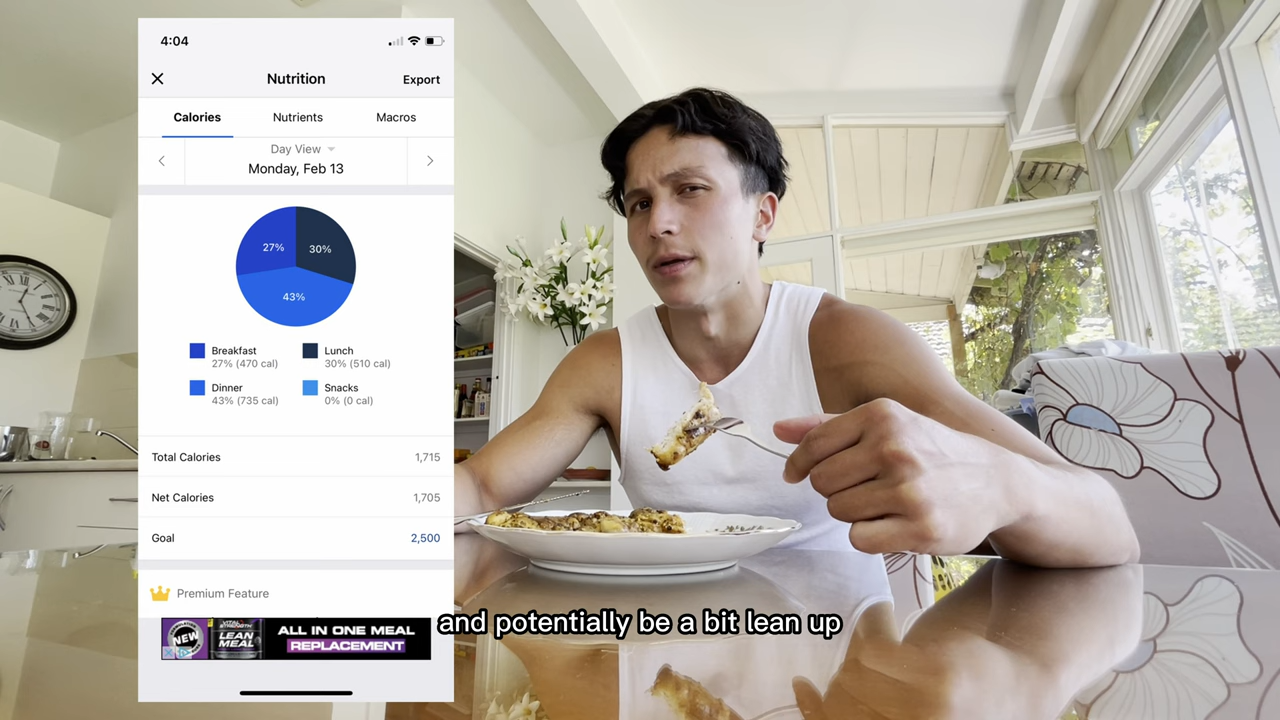 4:04
Nutrition
Export
Calories
Nutrients
Macros
Day View
Monday, Feb 13
27%
30%
43%
Breakfast
27% (470 cal)
Lunch
30% (510 cal)
Dinner
43% (735 cal)
Snacks
0% (0 cal)
Total Calories
1,715
Net Calories
1,705
Goal
2,500
Premium Feature
NEW
VITAL
STRENGTH
LEAN
MEAL
ALL IN ONE MEAL
REPLACEMENT
and potentially be a bit lean up